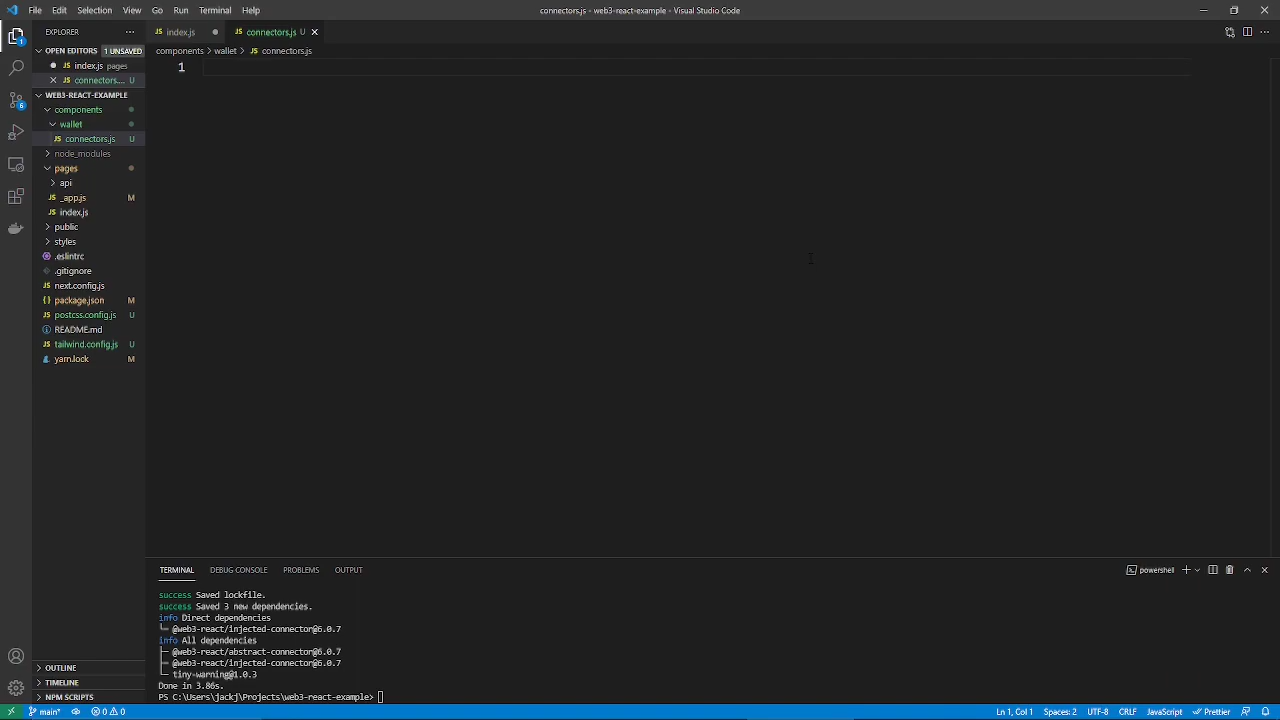 File Edit Selection View Go Run Terminal Help
connectors.js - web3-react-example - Visual Studio Code
EXPLORER
index.js
connectors.js U
OPEN EDITORS 1 UNSAVED
components > wallet > connectors.js
index.js pages
connectors.... U
WEB3-REACT-EXAMPLE
components
wallet
connectors.js U
node_modules
pages
api
_app.js M
index.js
public
styles
.eslintrc
.gitignore
next.config.js
package.json M
postcss.config.js U
README.md
tailwind.config.js U
yarn.lock M
OUTLINE
TIMELINE
NPM SCRIPTS
1
TERMINAL DEBUG CONSOLE PROBLEMS OUTPUT
powershell
success Saved lockfile.
success Saved 3 new dependencies.
info Direct dependencies
└─ @web3-react/injected-connector@6.0.7
info All dependencies
├─ @web3-react/abstract-connector@6.0.7
├─ @web3-react/injected-connector@6.0.7
└─ tiny-warning@1.0.3
Done in 3.86s.
PS C:\Users\jackj\Projects\web3-react-example>
main* 0 0
Ln 1, Col 1 Spaces: 2 UTF-8 CRLF JavaScript Prettier